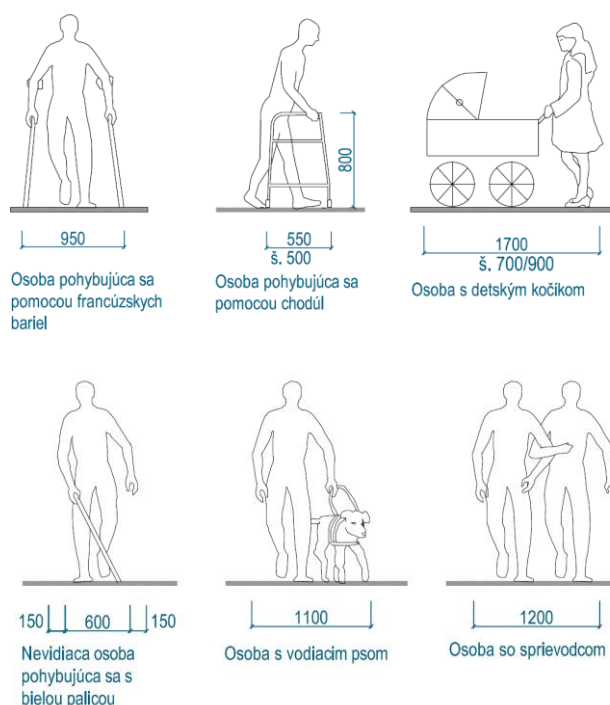 800
950
550
š. 500
1700
š. 700/900
Osoba pohybujúca sa
pomocou francúzskych
bariel
Osoba pohybujúca sa
pomocou chodúl
Osoba s detským kočíkom
150
600
150
1100
1200
Nevidiaca osoba
pohybujúca sa s
bielou palicou
Osoba s vodiacim psom
Osoba so sprievodcom